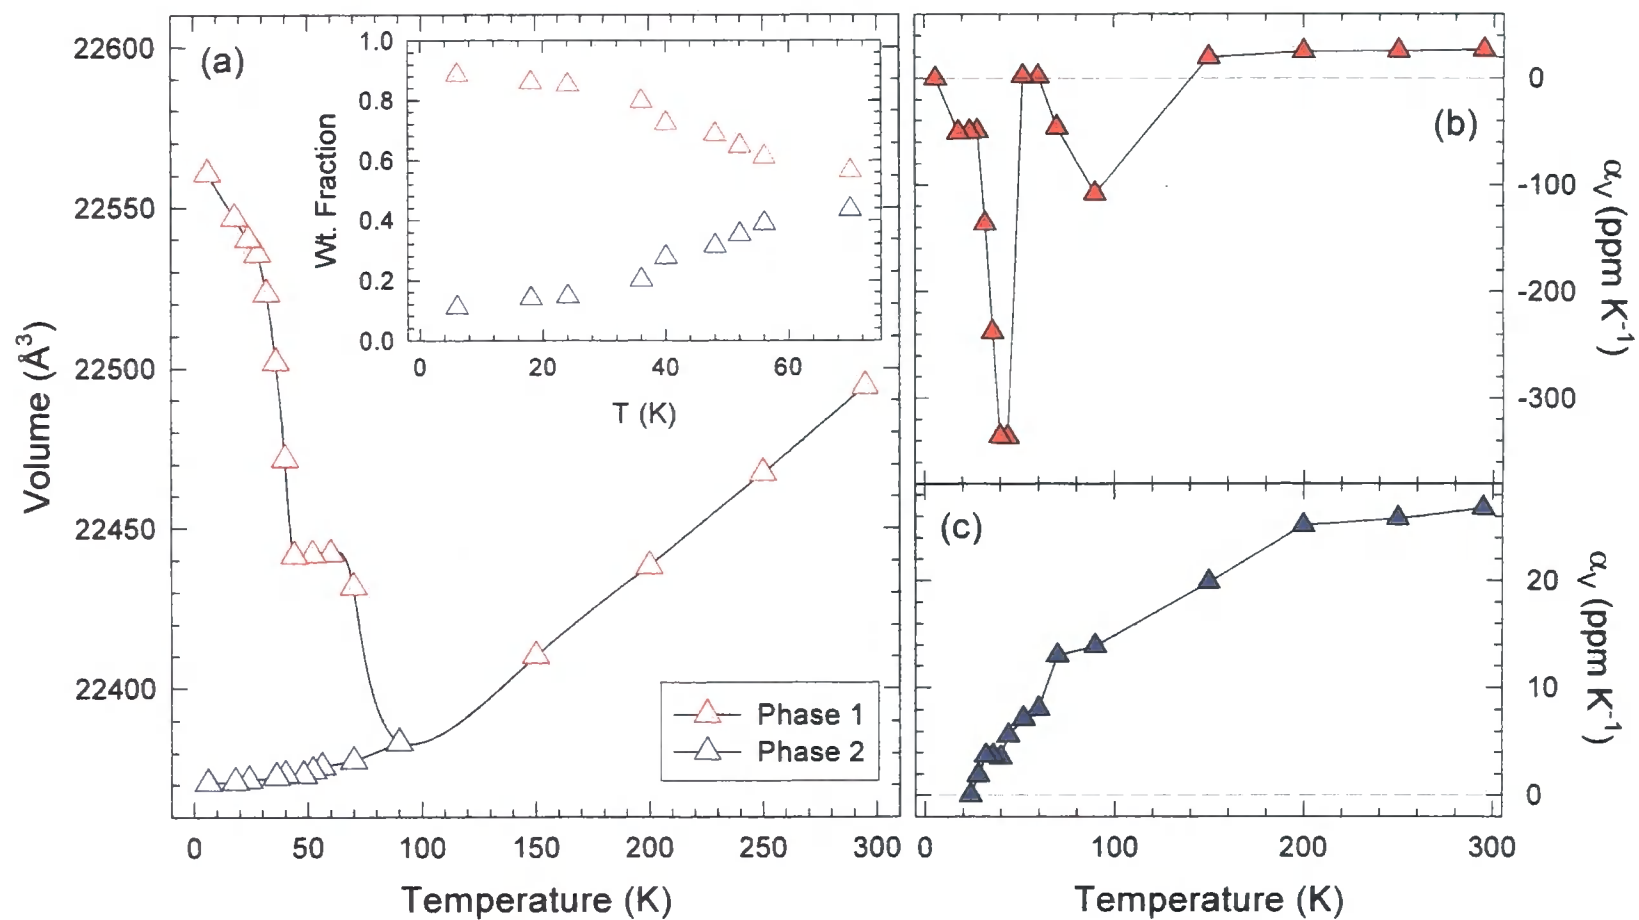 (a)
22600
22550
22500
22450
22400
Volume (Å³)
0 50 100 150 200 250 300
Temperature (K)
1.0
0.8
0.6
0.4
0.2
0.0
Wt. Fraction
0 20 40 60
T (K)
Phase 1
Phase 2
(b)
0
-100
-200
-300
αV (ppm K⁻¹)
(c)
20
10
0
αV (ppm K⁻¹)
0 100 200 300
Temperature (K)